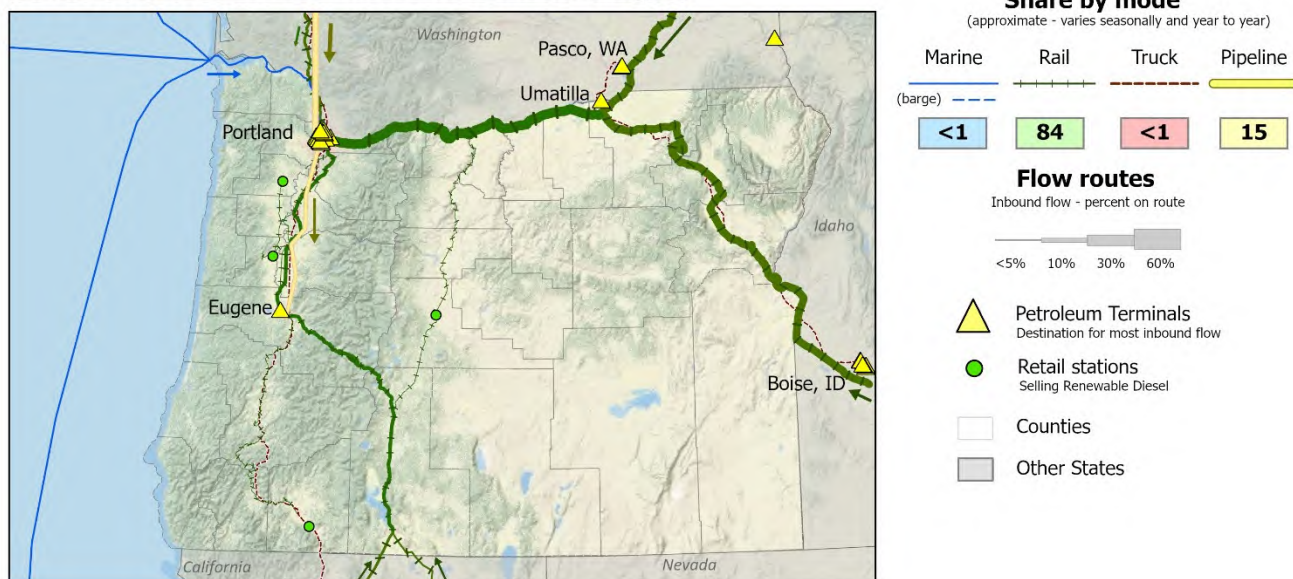 Share by mode
(approximate - varies seasonally and year to year)
Marine Rail Truck Pipeline
(barge)
<1 84 <1 15
Flow routes
Inbound flow - percent on route
<5% 10% 30% 60%
Petroleum Terminals
Destination for most inbound flow
Retail stations
Selling Renewable Diesel
Counties
Other States
Washington
Pasco, WA
Umatilla
Portland
Idaho
Eugene
Boise, ID
California
Nevada